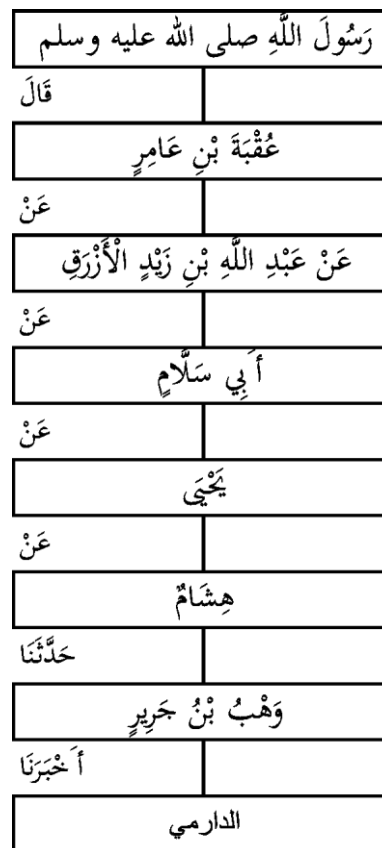 رَسُولَ اللَّهِ صلى الله عليه وسلم
قَالَ
عُقْبَةَ بْنِ عَامِرٍ
عَنْ
عَنْ عَبْدِ اللَّهِ بْنِ زَيْدٍ الْأَزْرَقِ
عَنْ
أَبِي سَلَّامٍ
عَنْ
يَحْيَى
عَنْ
هِشَامٌ
حَدَّثَنَا
وَهْبُ بْنُ جَرِيرٍ
أَخْبَرَنَا
الدارمي